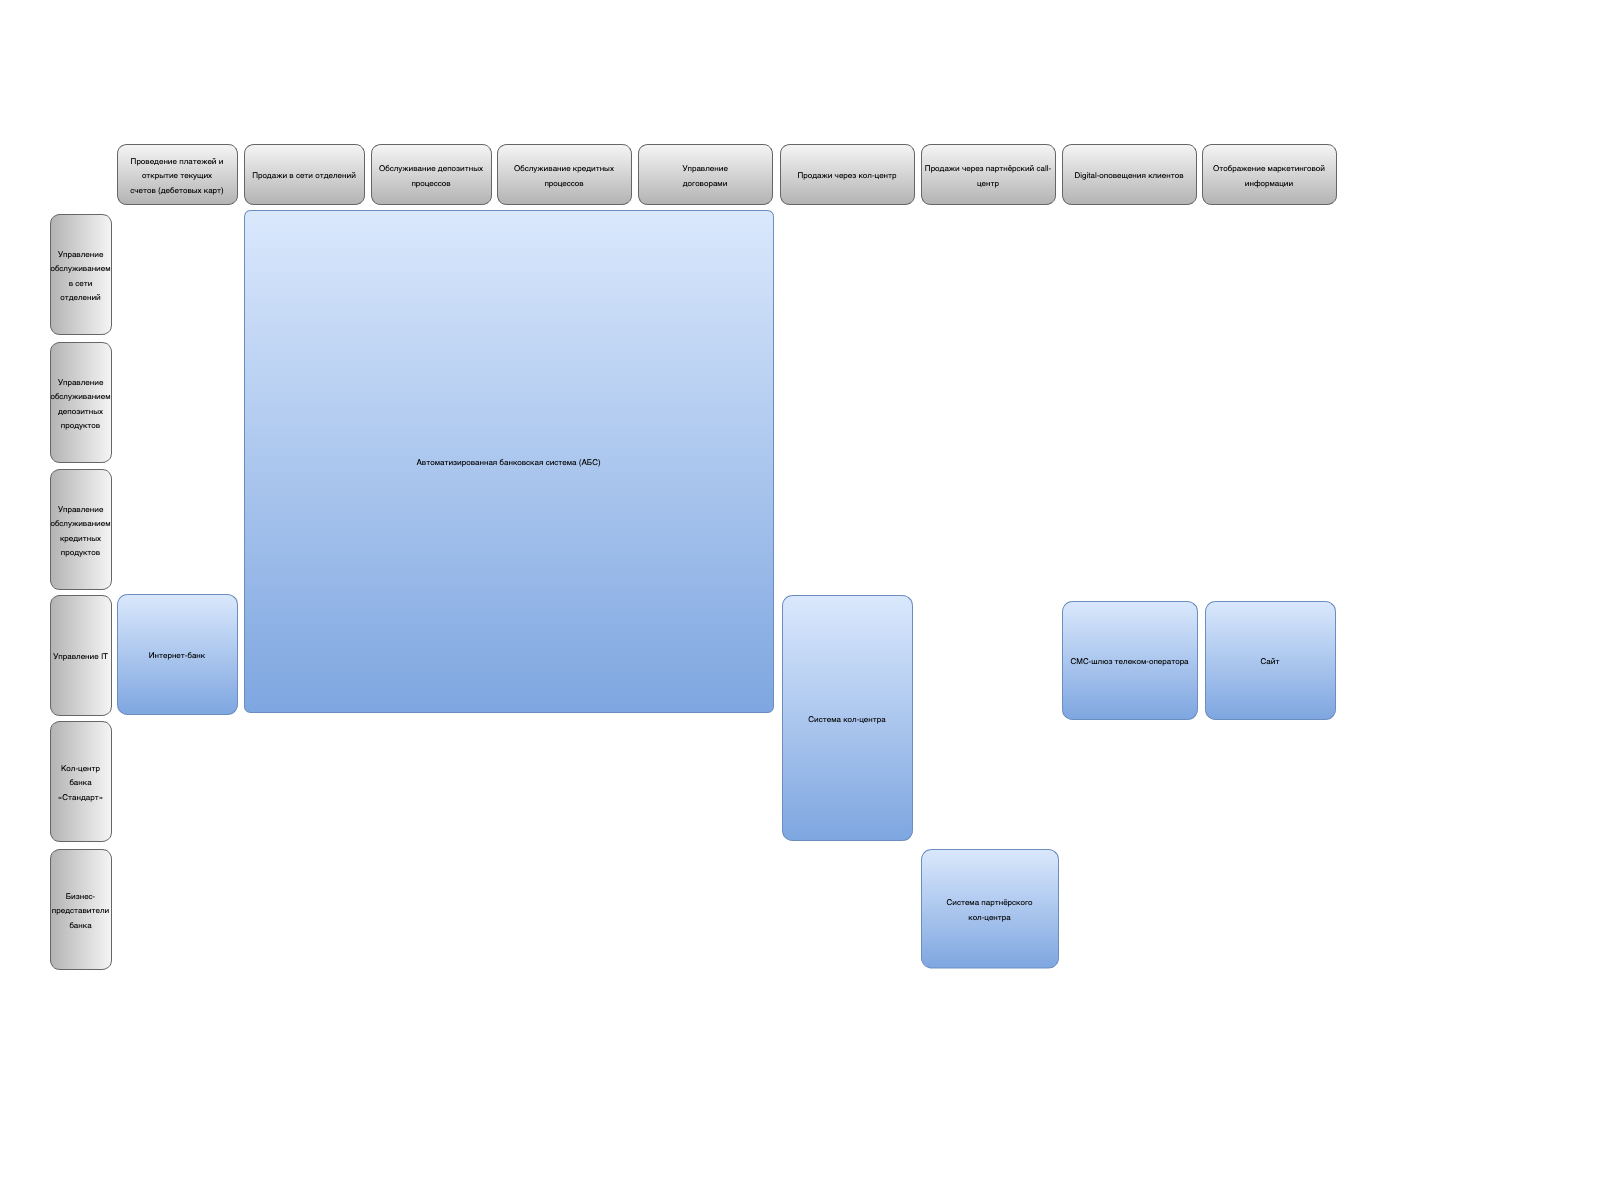 Проведение платежей и
открытие текущих
счетов (дебетовых карт)
Продажи в сети отделений
Обслуживание депозитных
процессов
Обслуживание кредитных
процессов
Управление
договорами
Продажи через кол-центр
Продажи через партнёрский call-
центр
Digital-оповещения клиентов
Отображение маркетинговой
информации
Управление
обслуживанием
в сети
отделений
Управление
обслуживанием
депозитных
продуктов
Автоматизированная банковская система (АБС)
Управление
обслуживанием
кредитных
продуктов
Управление IT
Интернет-банк
СМС-шлюз телеком-оператора
Сайт
Система кол-центра
Кол-центр
банка
«Стандарт»
Бизнес-
представители
банка
Система партнёрского
кол-центра